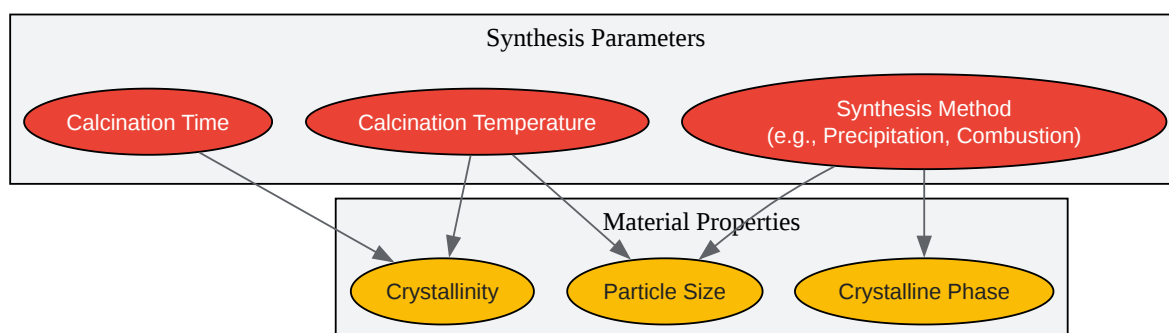 Synthesis Parameters
Calcination Time
Calcination Temperature
Synthesis Method
(e.g., Precipitation, Combustion)
Material Properties
Crystallinity
Particle Size
Crystalline Phase